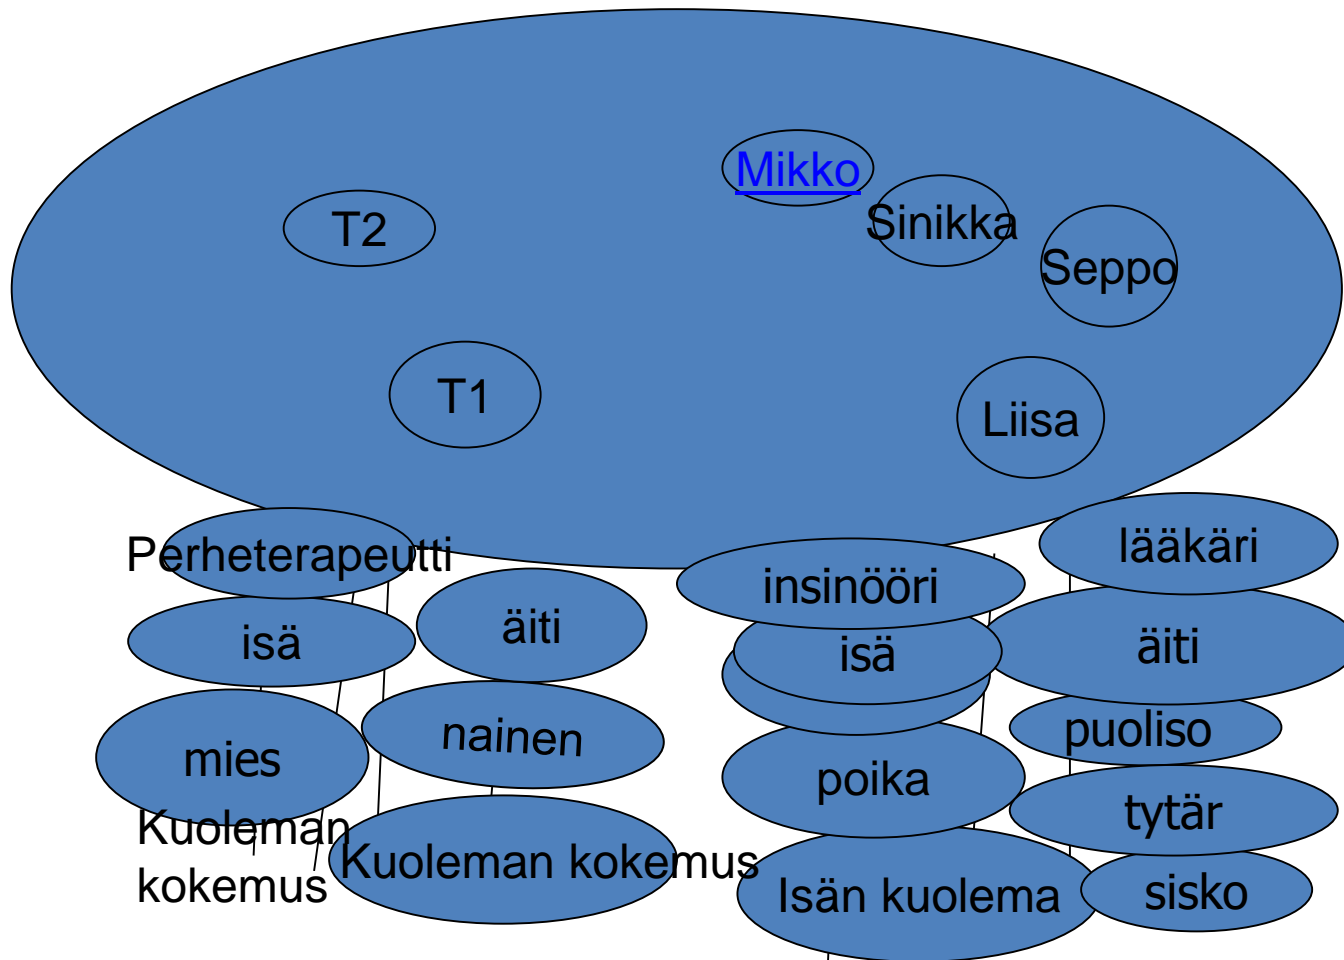 Mikko
Sinikka
T2
Seppo
T1
Liisa
Perheterapeutti
isä
mies
Kuoleman
kokemus
äiti
nainen
Kuoleman kokemus
insinööri
isä
poika
Isän kuolema
lääkäri
äiti
puoliso
tytär
sisko